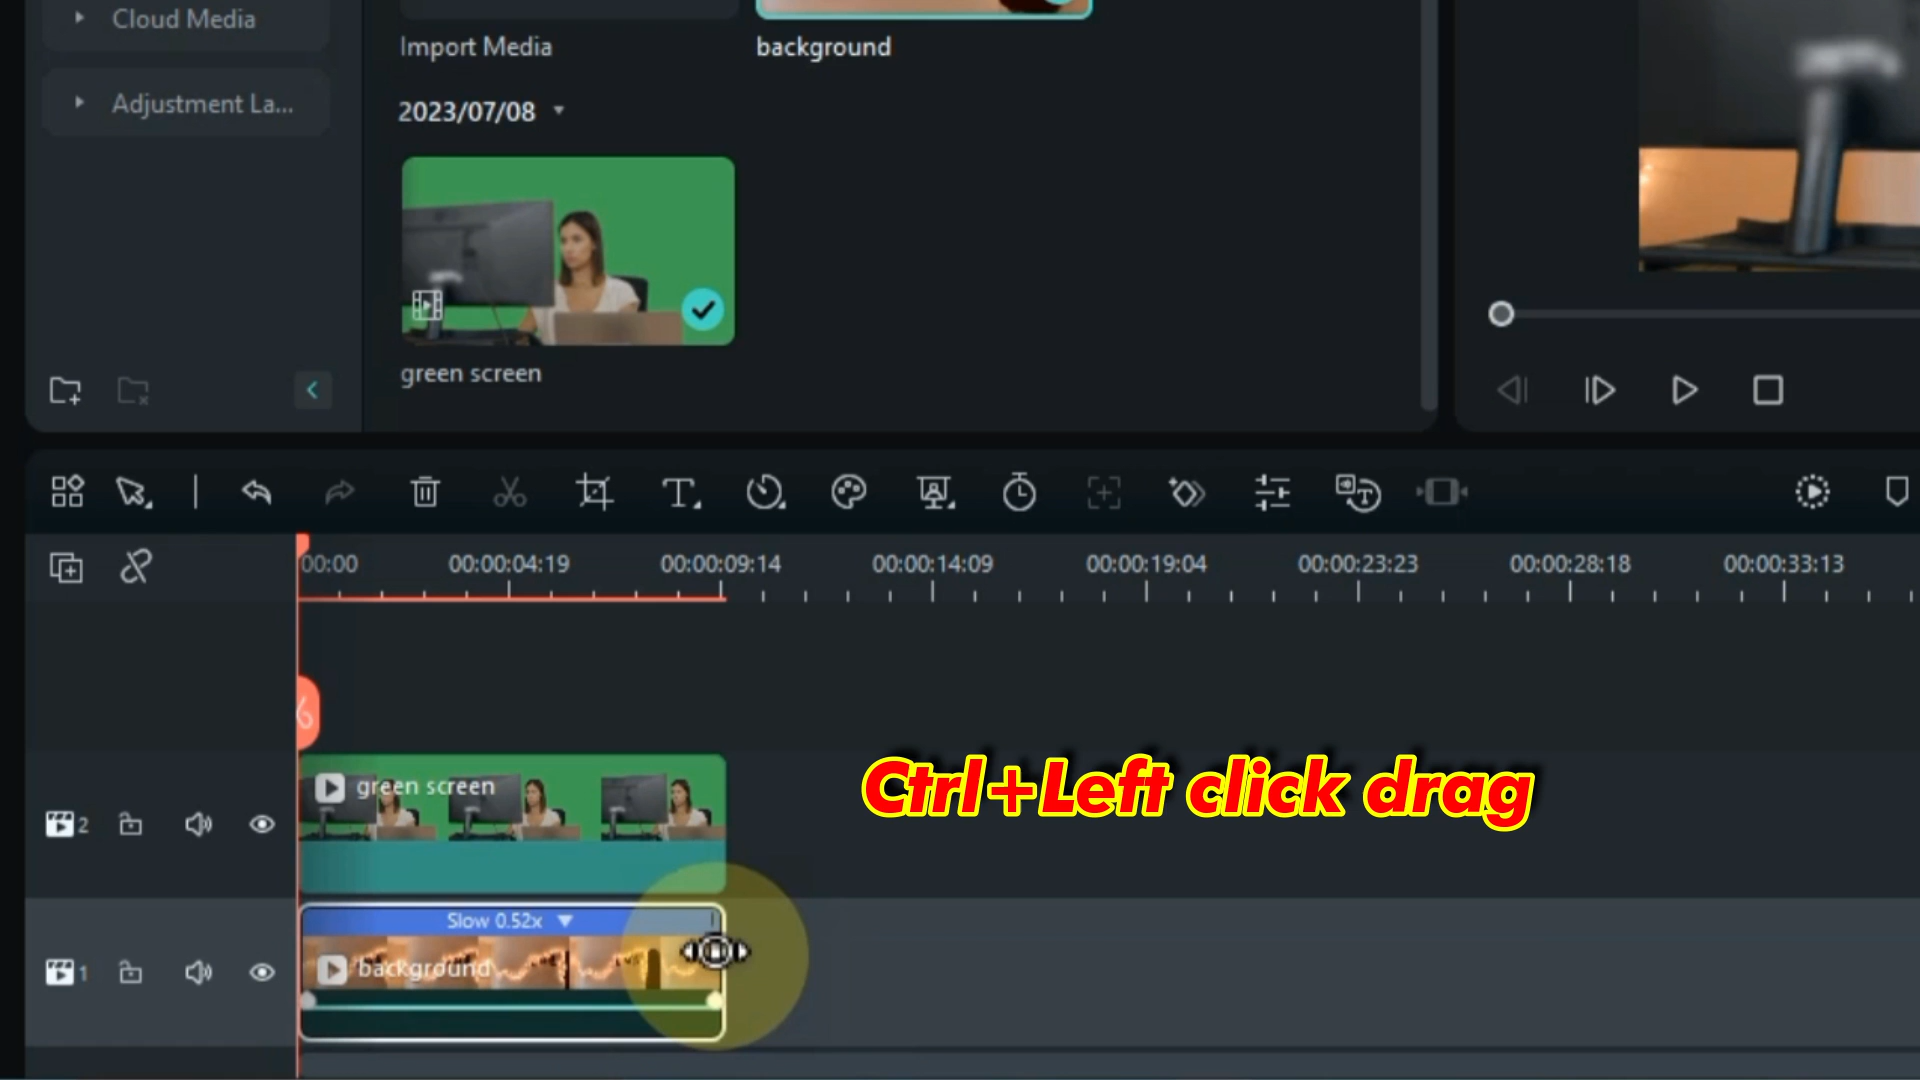 Cloud Media
Import Media
background
Adjustment La...
2023/07/08
green screen
00:00
00:00:04:19
00:00:09:14
00:00:14:09
00:00:19:04
00:00:23:23
00:00:28:18
00:00:33:13
green screen
Ctrl+Left click drag
2
Slow 0.52x
background
1